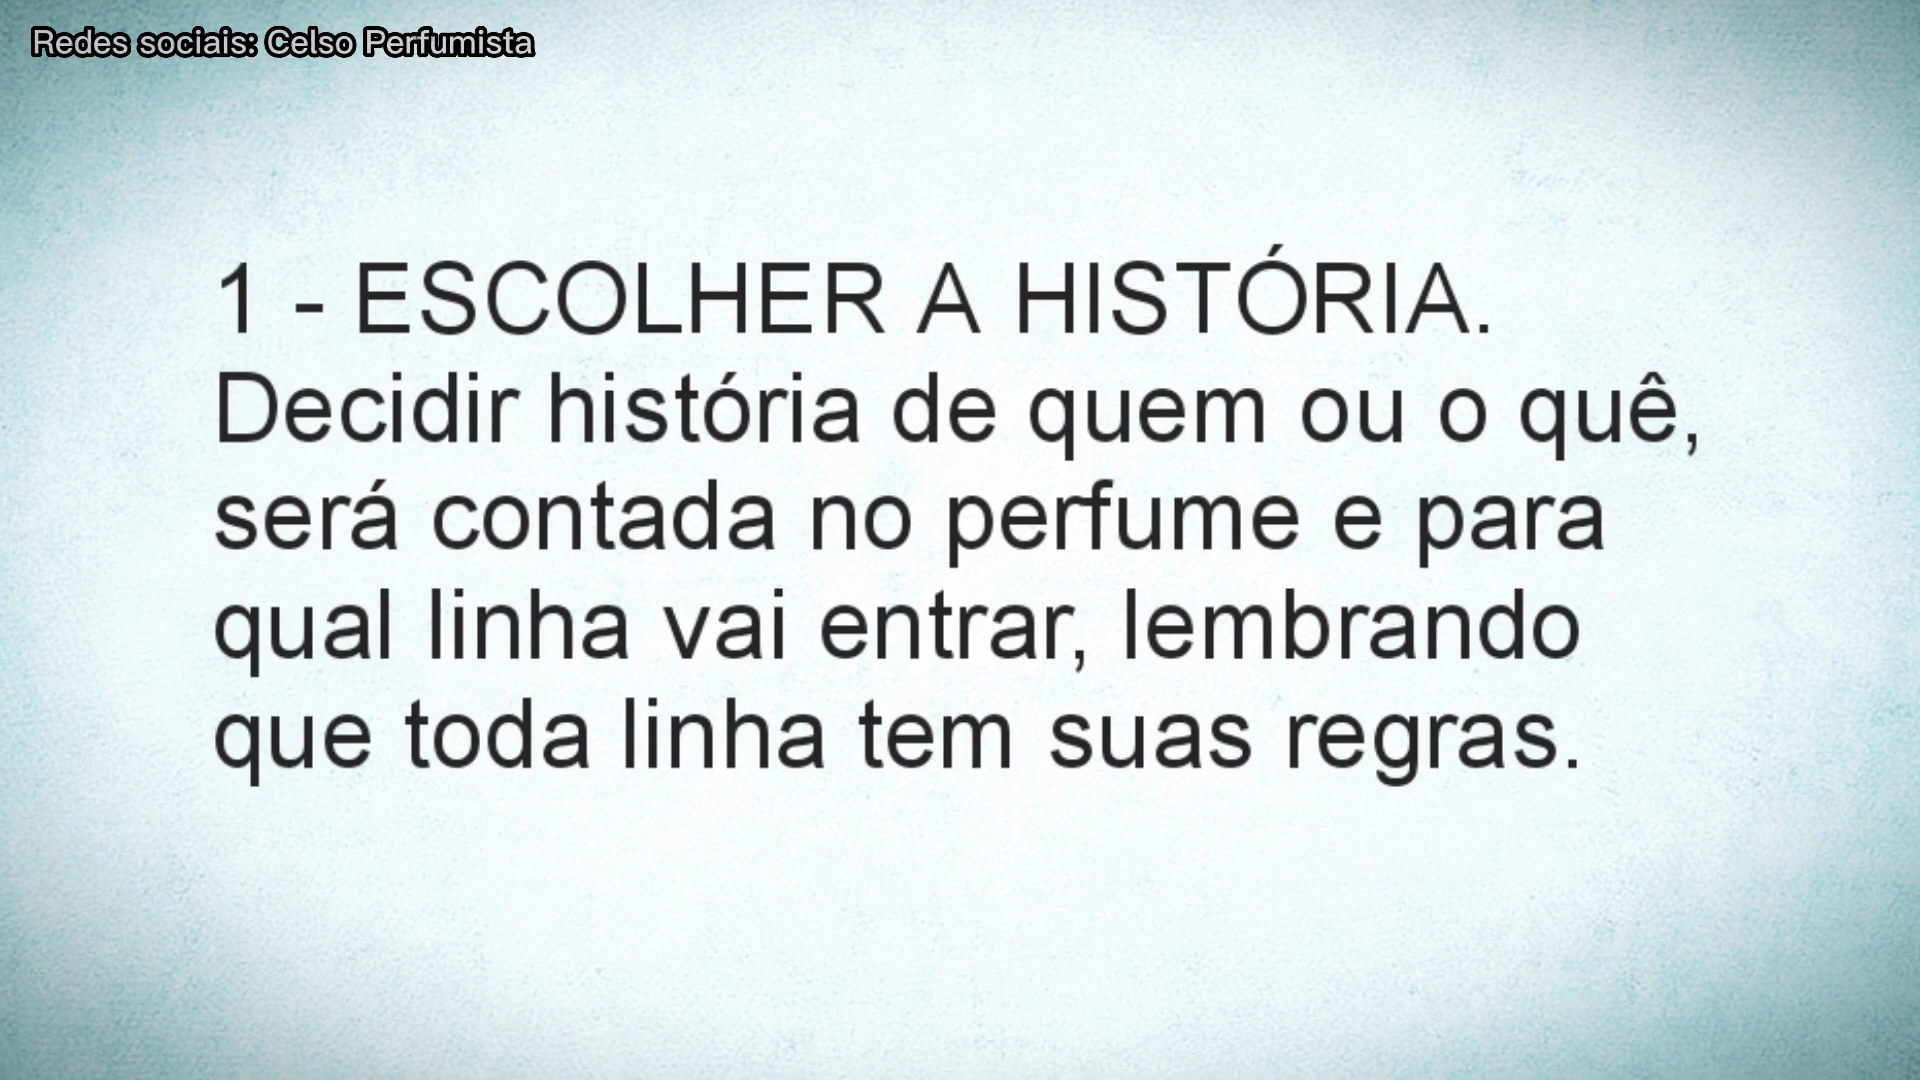 Redes sociais: Celso Perfumista
1 - ESCOLHER A HISTÓRIA.
Decidir história de quem ou o quê,
será contada no perfume e para
qual linha vai entrar, lembrando
que toda linha tem suas regras.